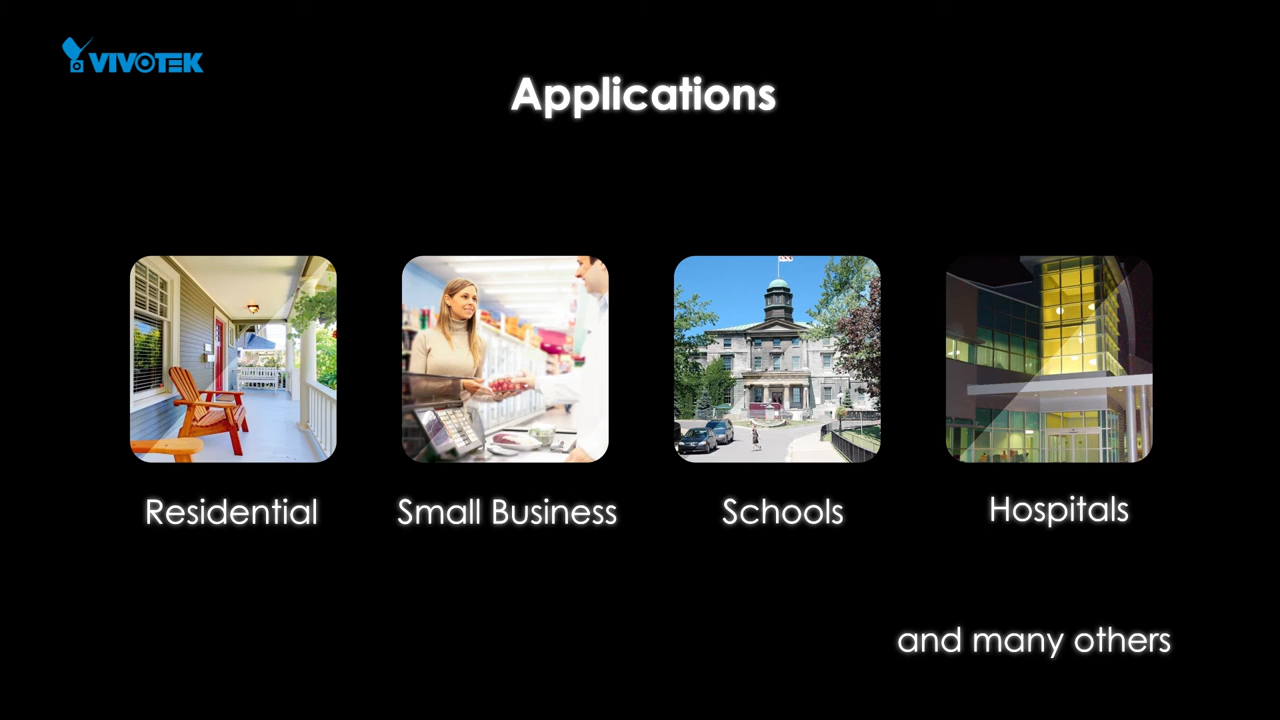 VIVOTEK
Applications
Residential
Small Business
Schools
Hospitals
and many others